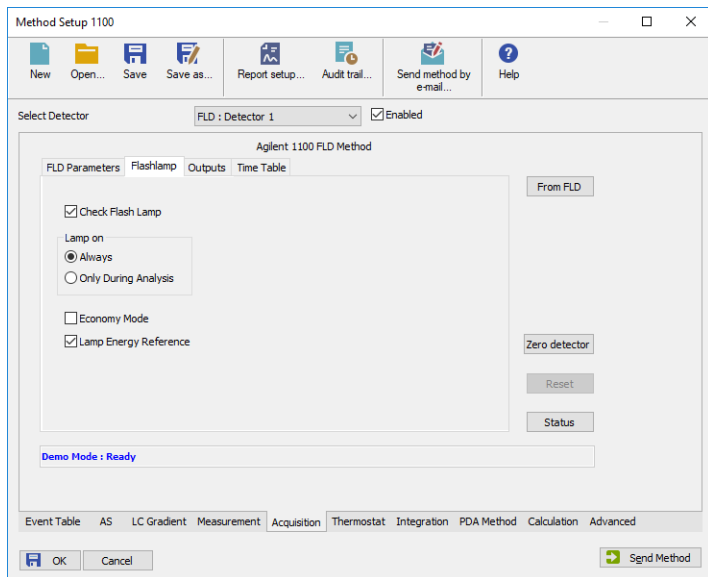 Method Setup 1100
New Open... Save Save as... Report setup... Audit trail... Send method by e-mail... Help
Select Detector FLD : Detector 1 Enabled
Agilent 1100 FLD Method
FLD Parameters Flashlamp Outputs Time Table
From FLD
Check Flash Lamp
Lamp on
Always
Only During Analysis
Economy Mode
Lamp Energy Reference
Zero detector
Reset
Status
Demo Mode : Ready
Event Table AS LC Gradient Measurement Acquisition Thermostat Integration PDA Method Calculation Advanced
OK Cancel Send Method